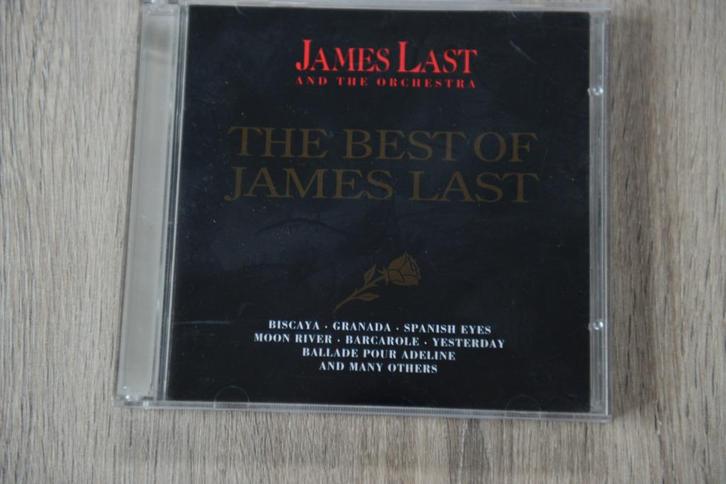 JAMES LAST
AND THE ORCHESTRA
THE BEST OF
JAMES LAST
BISCAYA · GRANADA · SPANISH EYES
MOON RIVER · BARCAROLE · YESTERDAY
BALLADE POUR ADELINE
AND MANY OTHERS